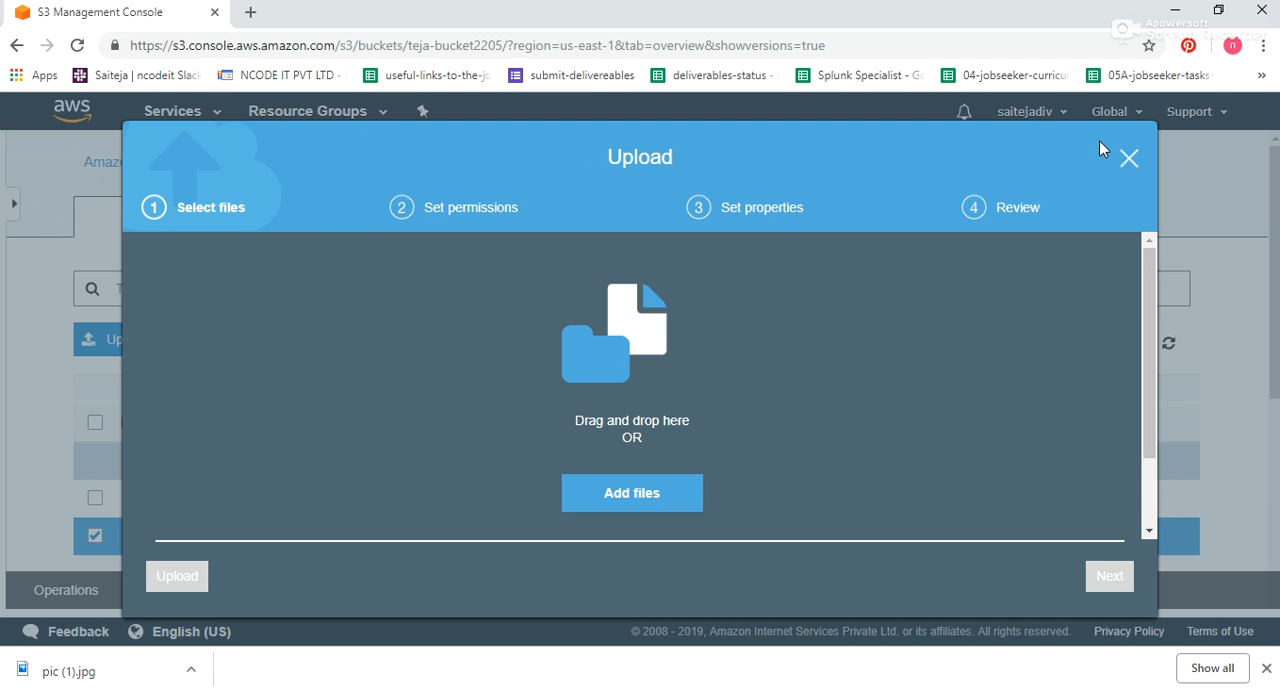 S3 Management Console
Apowersoft
https://s3.console.aws.amazon.com/s3/buckets/teja-bucket2205/?region=us-east-1&tab=overview&showversions=true
n
Apps
Saiteja | ncodeit Slac
NCODE IT PVT LTD -
useful-links-to-the-jo
submit-delivereables
deliverables-status -
Splunk Specialist - Go
04-jobseeker-curricu
05A-jobseeker-tasks-
»
aws
Services
Resource Groups
saitejadiv
Global
Support
Amaz
Upload
1 Select files
2 Set permissions
3 Set properties
4 Review
T
Up
Drag and drop here
OR
Add files
Upload
Next
Operations
Feedback
English (US)
© 2008 - 2019, Amazon Internet Services Private Ltd. or its affiliates. All rights reserved.
Privacy Policy
Terms of Use
pic (1).jpg
Show all